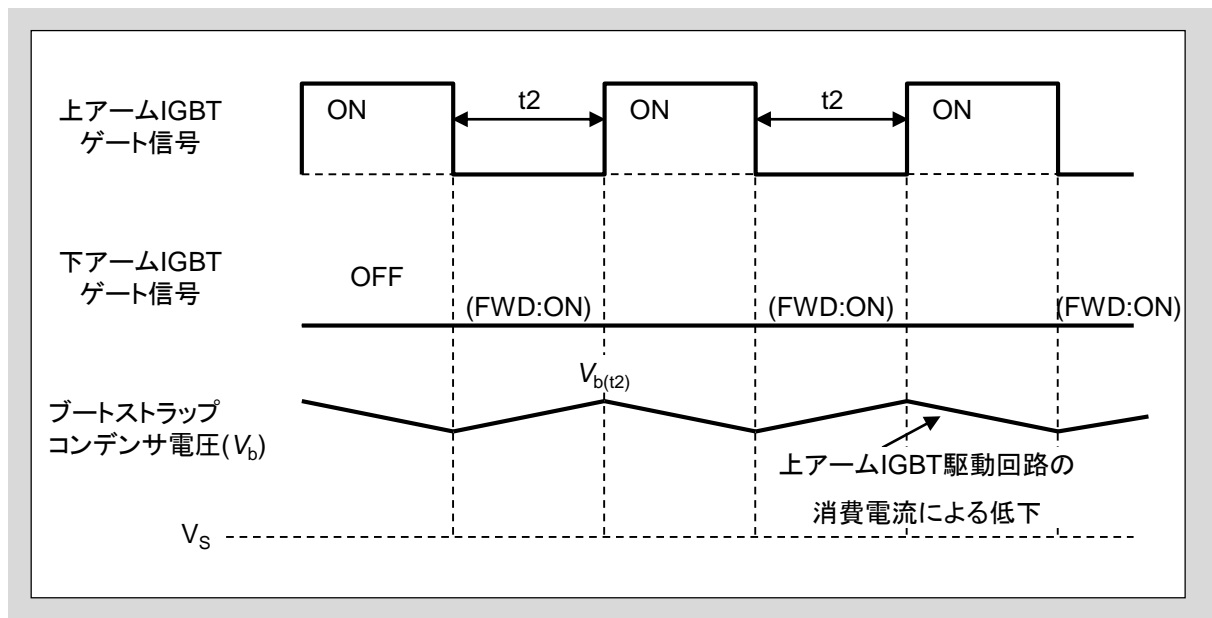 上アームIGBT
ゲート信号
ON
t2
ON
t2
ON
下アームIGBT
ゲート信号
OFF
(FWD:ON)
(FWD:ON)
(FWD:ON)
Vb(t2)
ブートストラップ
コンデンサ電圧(Vb)
上アームIGBT駆動回路の
消費電流による低下
VS